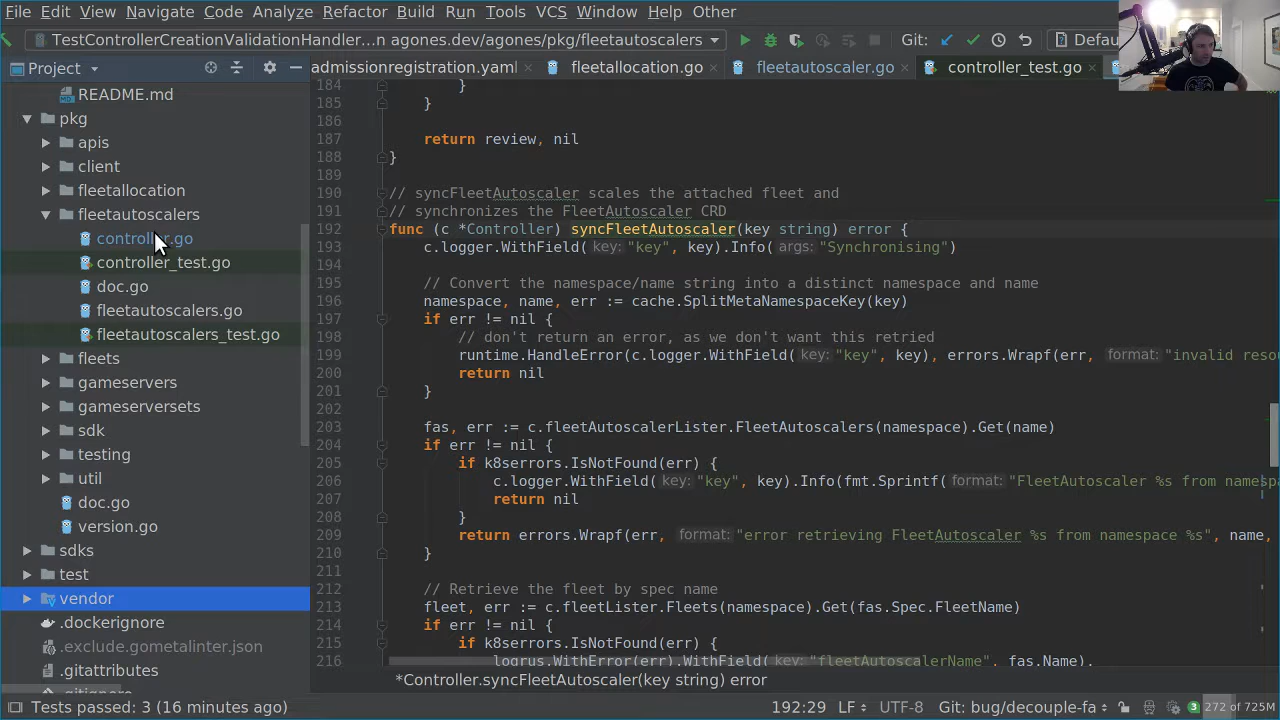 File Edit View Navigate Code Analyze Refactor Build Run Tools VCS Window Help Other
TestControllerCreationValidationHandler...n agones.dev/agones/pkg/fleetautoscalers Git: Defau
Project
admissionregistration.yaml fleetallocation.go fleetautoscaler.go controller_test.go
README.md
pkg
apis
client
fleetallocation
fleetautoscalers
controller.go
controller_test.go
doc.go
fleetautoscalers.go
fleetautoscalers_test.go
fleets
gameservers
gameserversets
sdk
testing
util
doc.go
version.go
sdks
test
vendor
.dockerignore
.exclude.gometalinter.json
.gitattributes
184 }
185 }
186
187 return review, nil
188 }
189
190 // syncFleetAutoscaler scales the attached fleet and
191 // synchronizes the FleetAutoscaler CRD
192 func (c *Controller) syncFleetAutoscaler(key string) error {
193 c.logger.WithField( key: "key", key).Info( args: "Synchronising")
194
195 // Convert the namespace/name string into a distinct namespace and name
196 namespace, name, err := cache.SplitMetaNamespaceKey(key)
197 if err != nil {
198 // don't return an error, as we don't want this retried
199 runtime.HandleError(c.logger.WithField( key: "key", key), errors.Wrapf(err, format: "invalid resou
200 return nil
201 }
202
203 fas, err := c.fleetAutoscalerLister.FleetAutoscalers(namespace).Get(name)
204 if err != nil {
205 if k8serrors.IsNotFound(err) {
206 c.logger.WithField( key: "key", key).Info(fmt.Sprintf( format: "FleetAutoscaler %s from namespa
207 return nil
208 }
209 return errors.Wrapf(err, format: "error retrieving FleetAutoscaler %s from namespace %s", name,
210 }
211
212 // Retrieve the fleet by spec name
213 fleet, err := c.fleetLister.Fleets(namespace).Get(fas.Spec.FleetName)
214 if err != nil {
215 if k8serrors.IsNotFound(err) {
216 logrus.WithError(err).WithField( key: "fleetAutoscalerName", fas.Name).
*Controller.syncFleetAutoscaler(key string) error
Tests passed: 3 (16 minutes ago) 192:29 LF UTF-8 Git: bug/decouple-fa 3 272 of 725M